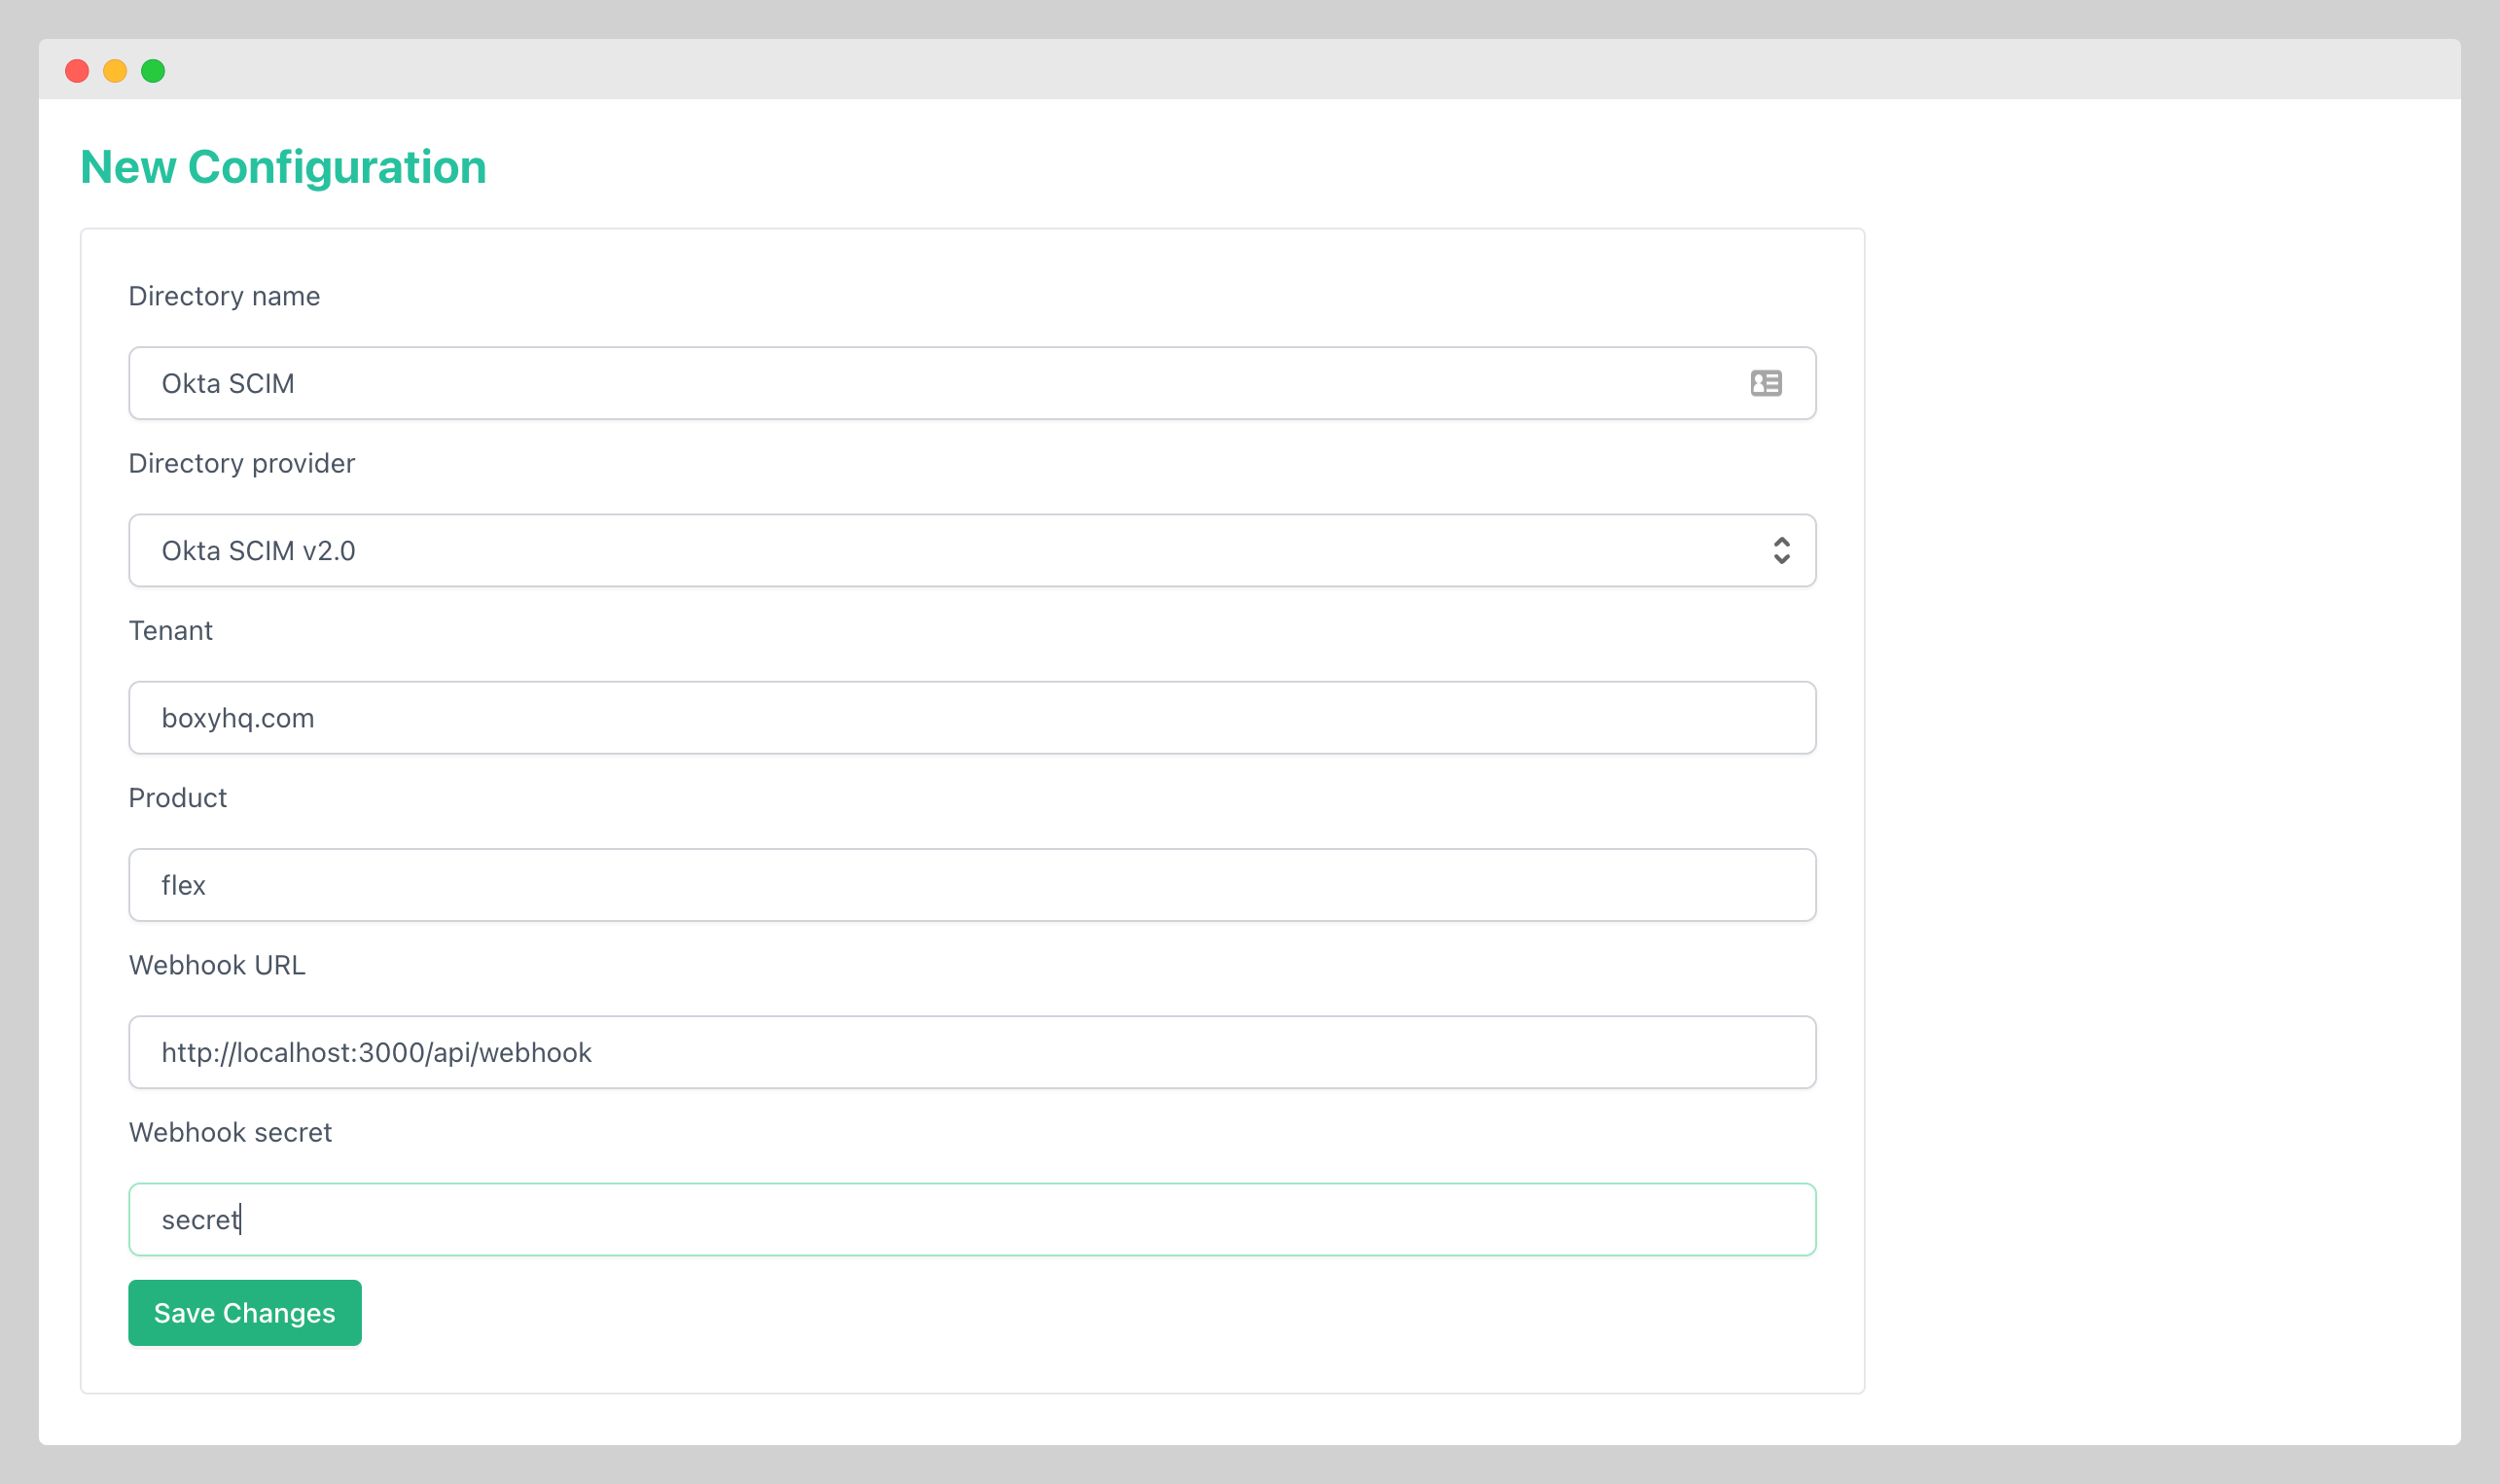 New Configuration
Directory name
Okta SCIM
Directory provider
Okta SCIM v2.0
Tenant
boxyhq.com
Product
flex
Webhook URL
http://localhost:3000/api/webhook
Webhook secret
secret
Save Changes